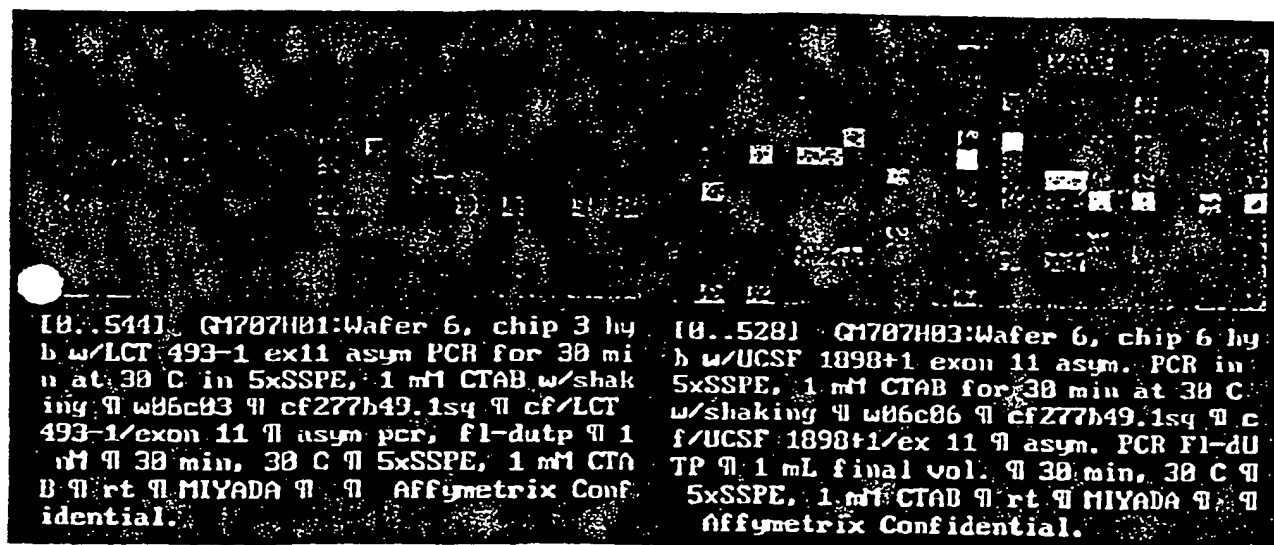 [0..544] GM707H01:Wafer 6, chip 3 hy
b w/LCT 493-1 ex11 asym PCR for 30 mi
n at 30 C in 5xSSPE, 1 mM CTAB w/shak
ing ¶ w06c03 ¶ cf277b49.1sq ¶ cf/LCT
493-1/exon 11 ¶ asym pcr, fl-dutp ¶ 1
nM ¶ 30 min, 30 C ¶ 5xSSPE, 1 mM CTA
B ¶ rt ¶ MIYADA ¶ ¶ Affymetrix Conf
idential.
[0..528] GM707H03:Wafer 6, chip 6 hy
b w/UCSF 1898+1 exon 11 asym. PCR in
5xSSPE, 1 mM CTAB for 30 min at 30 C
w/shaking ¶ w06c06 ¶ cf277b49.1sq ¶ c
f/UCSF 1898+1/ex 11 ¶ asym. PCR Fl-dU
TP ¶ 1 mL final vol. ¶ 30 min, 30 C ¶
5xSSPE, 1 mM CTAB ¶ rt ¶ MIYADA ¶ ¶
Affymetrix Confidential.